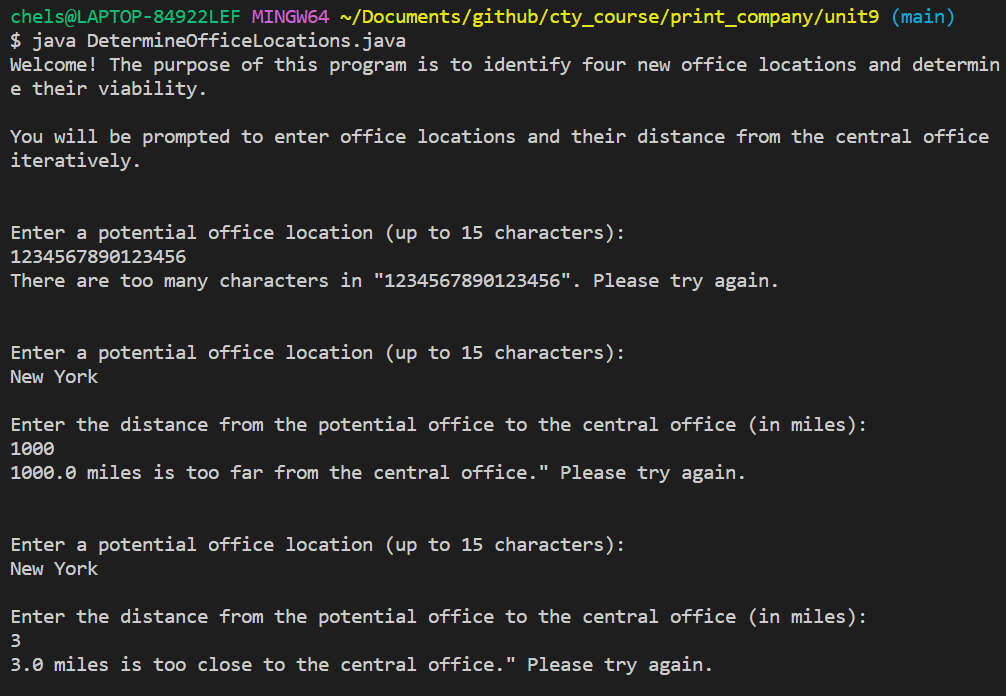 chels@LAPTOP-84922LEF MINGW64 ~/Documents/github/cty_course/print_company/unit9 (main)
$ java DetermineOfficeLocations.java
Welcome! The purpose of this program is to identify four new office locations and determin
e their viability.
You will be prompted to enter office locations and their distance from the central office
iteratively.
Enter a potential office location (up to 15 characters):
1234567890123456
There are too many characters in "1234567890123456". Please try again.
Enter a potential office location (up to 15 characters):
New York
Enter the distance from the potential office to the central office (in miles):
1000
1000.0 miles is too far from the central office." Please try again.
Enter a potential office location (up to 15 characters):
New York
Enter the distance from the potential office to the central office (in miles):
3
3.0 miles is too close to the central office." Please try again.